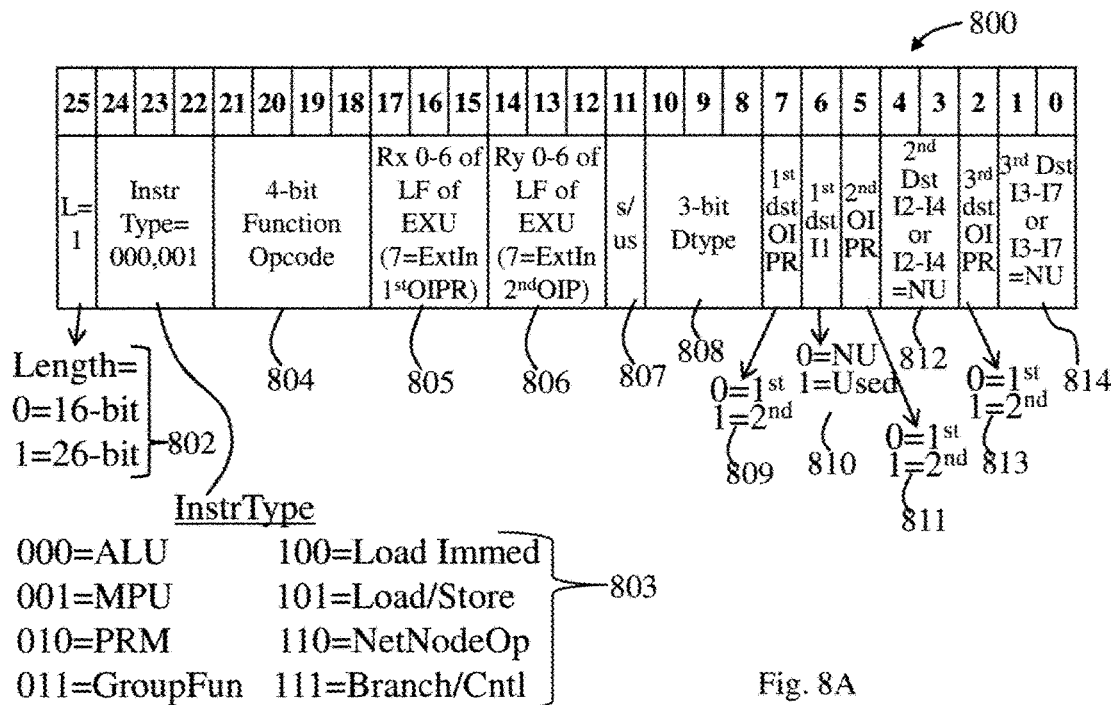 800
25 24 23 22 21 20 19 18 17 16 15 14 13 12 11 10 9 8 7 6 5 4 3 2 1 0
L=
1
Instr
Type=
000,001
4-bit
Function
Opcode
Rx 0-6 of
LF of
EXU
(7=ExtIn
1stOIPR)
Ry 0-6 of
LF of
EXU
(7=ExtIn
2ndOIP)
s/
us
3-bit
Dtype
1st
dst
OI
PR
1st
dst
I1
2nd
OI
PR
2nd
Dst
I2-I4
or
I2-I4
=NU
3rd
dst
OI
PR
3rd Dst
I3-I7
or
I3-I7
=NU
Length=
0=16-bit
1=26-bit
802
804
805
806
807
808
0=1st
1=2nd
809
0=NU
1=Used
810
812
0=1st
1=2nd
811
0=1st
1=2nd
813
814
InstrType
000=ALU 100=Load Immed
001=MPU 101=Load/Store
010=PRM 110=NetNodeOp
011=GroupFun 111=Branch/Cntl
803
Fig. 8A